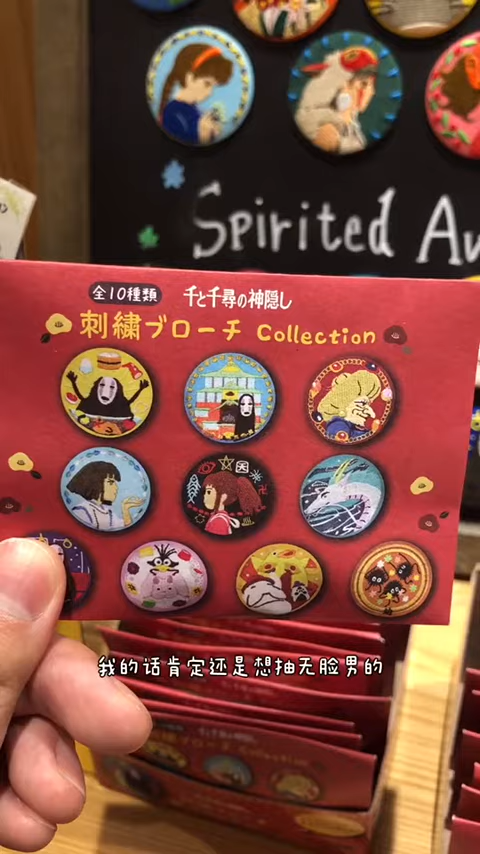 Spirited Aw
全10種類 千と千尋の神隠し
刺繍ブローチ Collection
我的话肯定还是想抽无脸男的
Collection